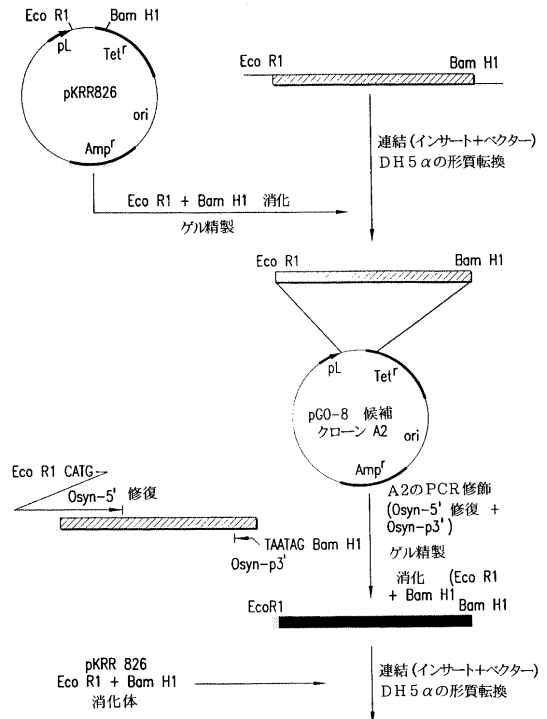 Eco R1
Bam H1
pL
Tetʳ
pKRR826
ori
Ampʳ
Eco R1
Bam H1
連結(インサート+ベクター)
DH5αの形質転換
Eco R1 + Bam H1 消化
ゲル精製
Eco R1
Bam H1
pL
Tetʳ
pGO-8 候補
クローン A2
ori
Ampʳ
Eco R1 CATG
Osyn-5' 修復
TAATAG Bam H1
Osyn-p3'
A2のPCR修飾
(Osyn-5' 修復 +
Osyn-p3')
ゲル精製
消化 (Eco R1
+ Bam H1
EcoR1
Bam H1
pKRR 826
Eco R1 + Bam H1
消化体
連結(インサート+ベクター)
DH5αの形質転換